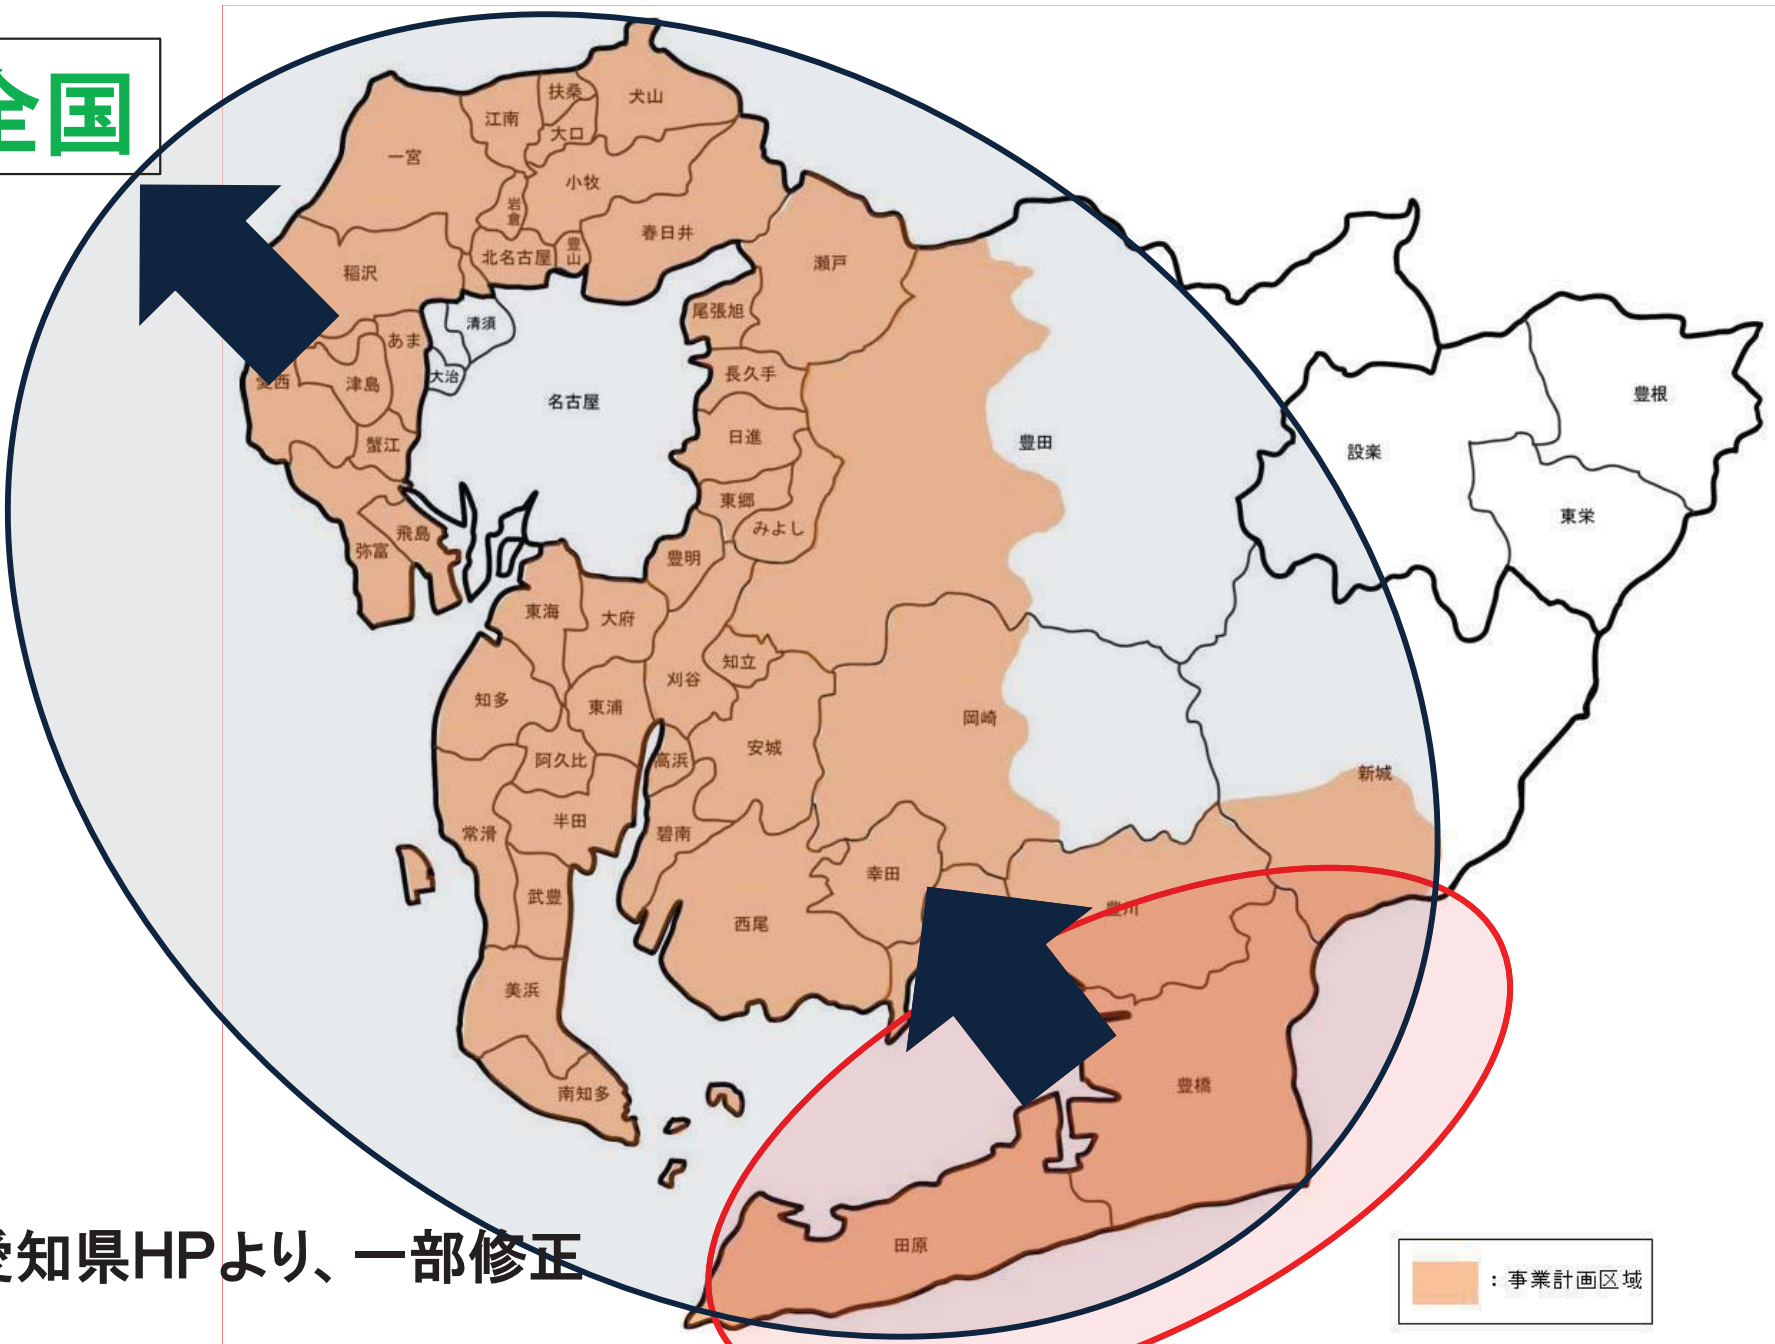 全国
扶桑
犬山
江南
大口
一宮
小牧
岩倉
春日井
豊山
北名古屋
瀬戸
稲沢
尾張旭
清須
あま
長久手
大治
愛西
津島
名古屋
豊根
日進
豊田
蟹江
設楽
東郷
東栄
みよし
飛島
弥富
豊明
東海
大府
知立
刈谷
知多
東浦
岡崎
安城
阿久比
高浜
新城
半田
常滑
碧南
幸田
武豊
豊川
西尾
美浜
豊橋
南知多
田原
愛知県HPより、一部修正
：事業計画区域